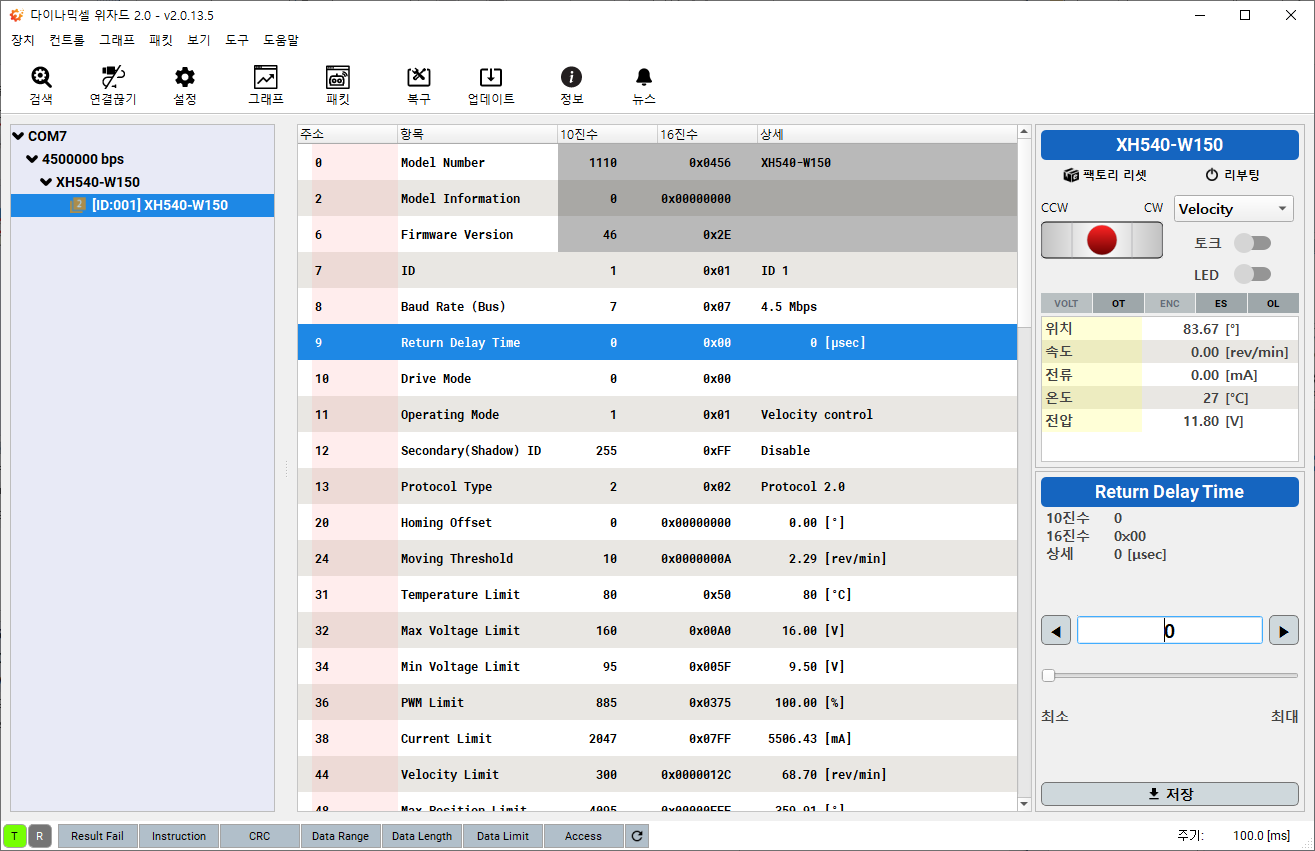 다이나믹셀 위자드 2.0 - v2.0.13.5
장치 컨트롤 그래프 패킷 보기 도구 도움말
검색 연결끊기 설정 그래프 패킷 복구 업데이트 정보 뉴스
COM7
4500000 bps
XH540-W150
2 [ID:001] XH540-W150
주소 항목 10진수 16진수 상세
0 Model Number 1110 0x0456 XH540-W150
2 Model Information 0 0x00000000
6 Firmware Version 46 0x2E
7 ID 1 0x01 ID 1
8 Baud Rate (Bus) 7 0x07 4.5 Mbps
9 Return Delay Time 0 0x00 0 [µsec]
10 Drive Mode 0 0x00
11 Operating Mode 1 0x01 Velocity control
12 Secondary(Shadow) ID 255 0xFF Disable
13 Protocol Type 2 0x02 Protocol 2.0
20 Homing Offset 0 0x00000000 0.00 [°]
24 Moving Threshold 10 0x0000000A 2.29 [rev/min]
31 Temperature Limit 80 0x50 80 [°C]
32 Max Voltage Limit 160 0x00A0 16.00 [V]
34 Min Voltage Limit 95 0x005F 9.50 [V]
36 PWM Limit 885 0x0375 100.00 [%]
38 Current Limit 2047 0x07FF 5506.43 [mA]
44 Velocity Limit 300 0x0000012C 68.70 [rev/min]
48 Max Position Limit 4095 0x00000FFF 359.91 [°]
XH540-W150
팩토리 리셋 리부팅
CCW CW Velocity
토크
LED
VOLT OT ENC ES OL
위치 83.67 [°]
속도 0.00 [rev/min]
전류 0.00 [mA]
온도 27 [°C]
전압 11.80 [V]
Return Delay Time
10진수 0
16진수 0x00
상세 0 [µsec]
0
최소 최대
저장
T R Result Fail Instruction CRC Data Range Data Length Data Limit Access 주기: 100.0 [ms]